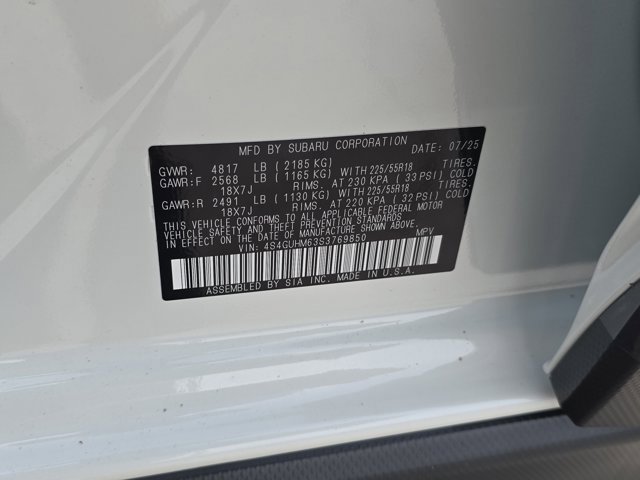 MFD BY SUBARU CORPORATION DATE: 07/25
GVWR: 4817 LB (2185 KG)
GAWR:F 2568 LB (1165 KG) WITH 225/55R18 TIRES.
18X7J RIMS. AT 230 KPA (33 PSI) COLD
GAWR:R 2491 LB (1130 KG) WITH 225/55R18 TIRES.
18X7J RIMS. AT 220 KPA (32 PSI) COLD
THIS VEHICLE CONFORMS TO ALL APPLICABLE FEDERAL MOTOR
VEHICLE SAFETY AND THEFT PREVENTION STANDARDS IN EFFECT ON THE DATE OF MANUFACTURE SHOWN ABOVE.
VIN: 4S4GUHM63S3769850 MPV
ASSEMBLED BY SIA INC. MADE IN U.S.A.